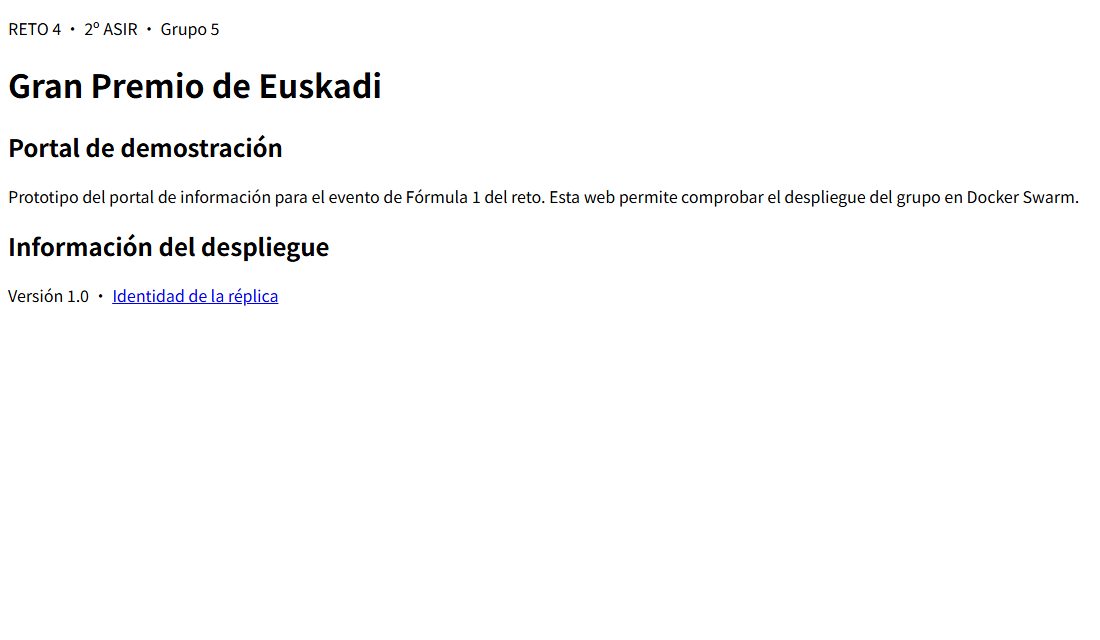 RETO 4 · 2º ASIR · Grupo 5
Gran Premio de Euskadi
Portal de demostración
Prototipo del portal de información para el evento de Fórmula 1 del reto. Esta web permite comprobar el despliegue del grupo en Docker Swarm.
Información del despliegue
Versión 1.0 · Identidad de la réplica